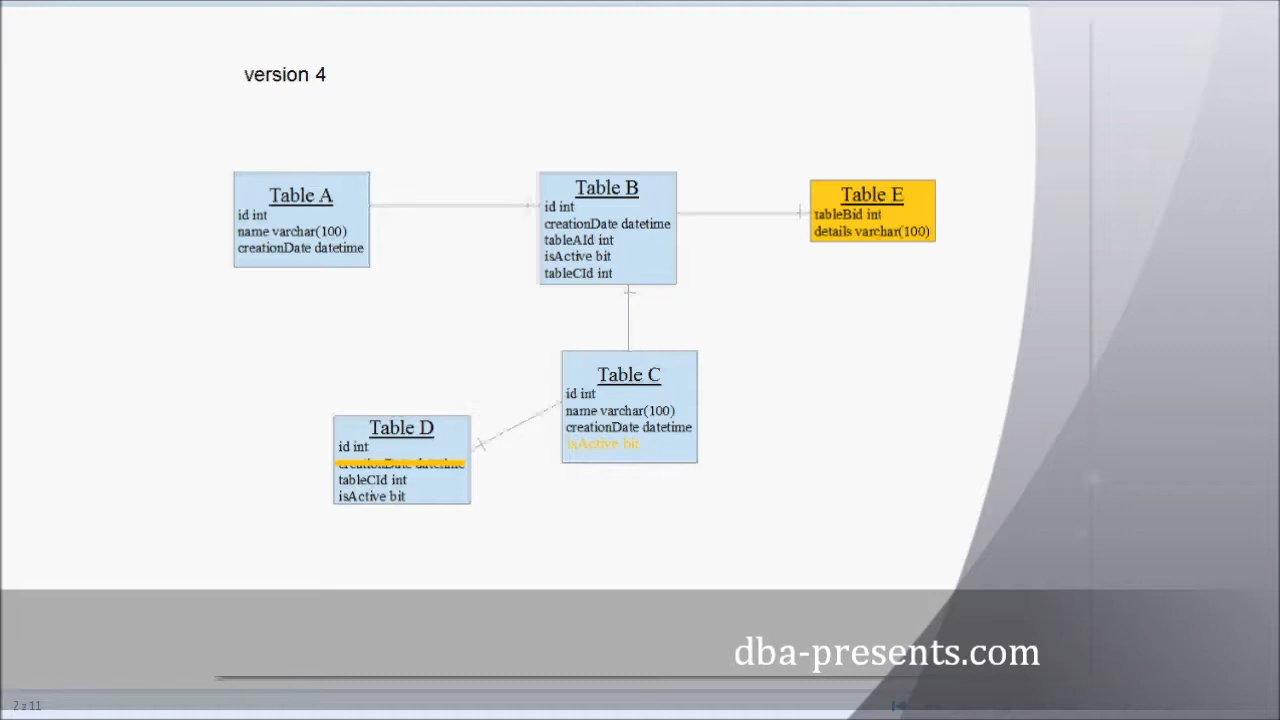 version 4
Table A
id int
name varchar(100)
creationDate datetime
Table B
id int
creationDate datetime
tableAId int
isActive bit
tableCId int
Table E
tableBid int
details varchar(100)
Table C
id int
name varchar(100)
creationDate datetime
isActive bit
Table D
id int
creationDate datetime
tableCId int
isActive bit
dba-presents.com
2 z 11